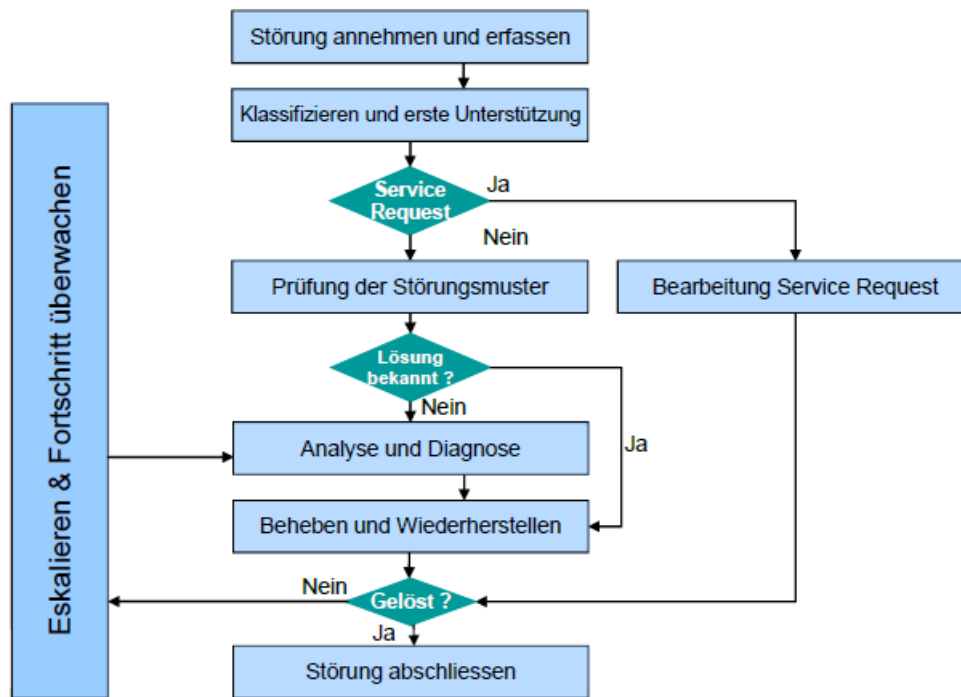 Störung annehmen und erfassen
Klassifizieren und erste Unterstützung
Service
Request
Ja
Nein
Prüfung der Störungsmuster
Bearbeitung Service Request
Lösung
bekannt ?
Nein
Ja
Analyse und Diagnose
Beheben und Wiederherstellen
Nein
Gelöst ?
Ja
Störung abschliessen
Eskalieren & Fortschritt überwachen